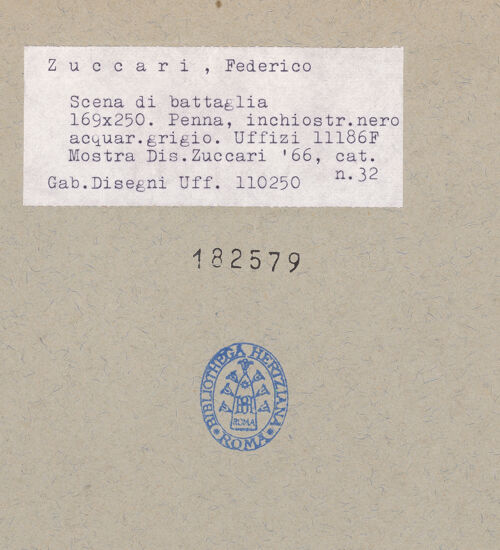 Z u c c a r i , Federico
Scena di battaglia
169x250. Penna, inchiostr.nero
acquar.grigio. Uffizi 11186F
Mostra Dis.Zuccari '66, cat.
n.32
Gab.Disegni Uff. 110250
182579
BIBLIOTHECA HERTZIANA
ROMA
• ROMA •